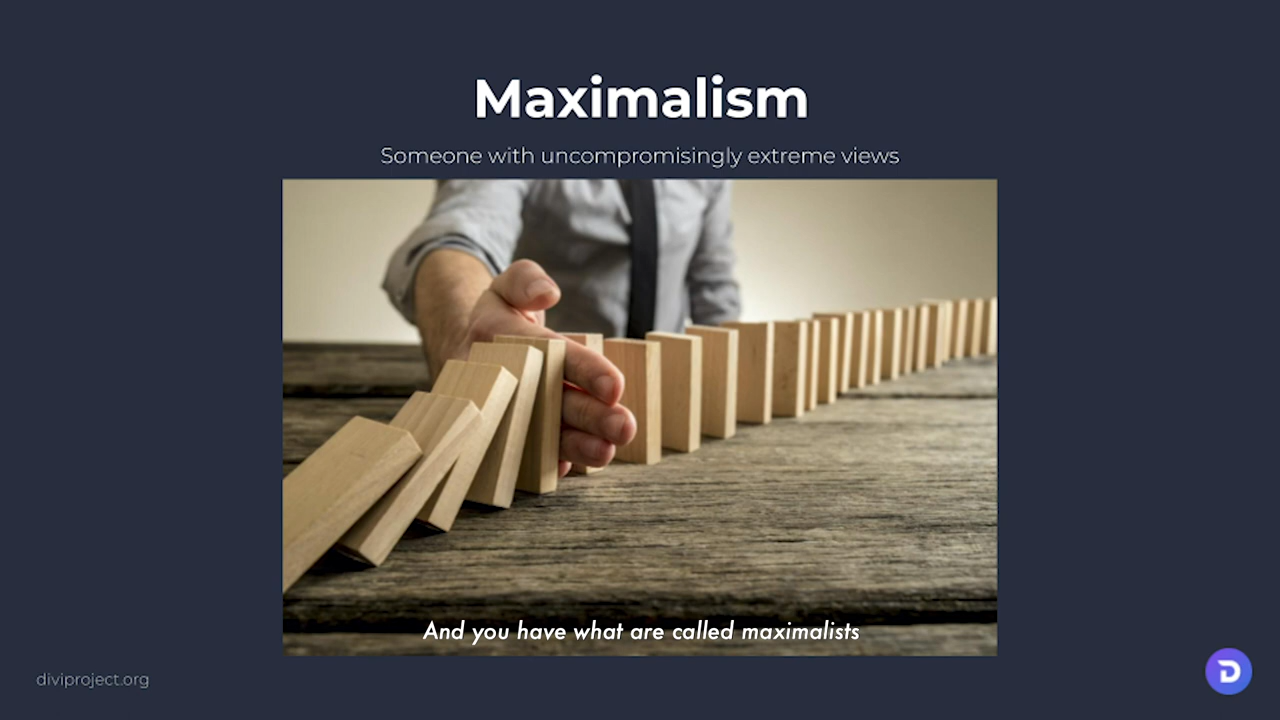 Maximalism
Someone with uncompromisingly extreme views
And you have what are called maximalists
diviproject.org
D